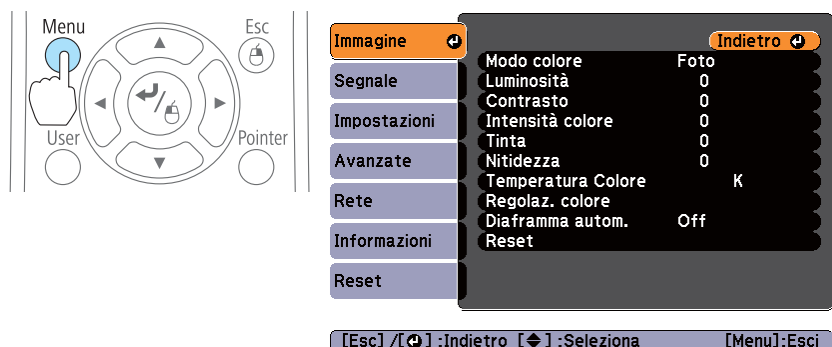 Menu
Esc
User
Pointer
Immagine
Segnale
Impostazioni
Avanzate
Rete
Informazioni
Reset
Indietro
Modo colore Foto
Luminosità 0
Contrasto 0
Intensità colore 0
Tinta 0
Nitidezza 0
Temperatura Colore K
Regolaz. colore
Diaframma autom. Off
Reset
[Esc] /[ ] :Indietro [ ] :Seleziona [Menu]:Esci